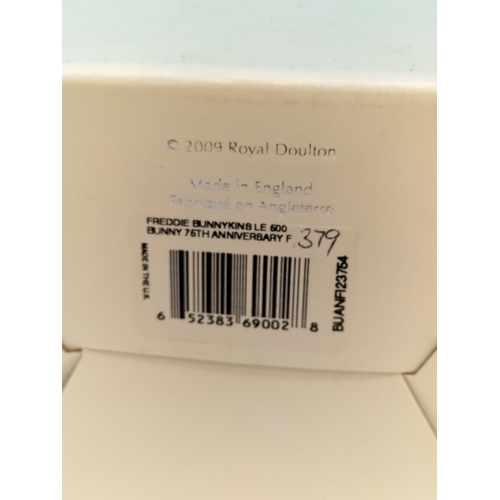 © 2009 Royal Doulton
Made in England
Fabriqué en Angleterre
FREDDIE BUNNYKINS LE 500
BUNNY 75TH ANNIVERSARY F
379
MADE IN THE U.K
6 52383 69002 8
BUANFI23754